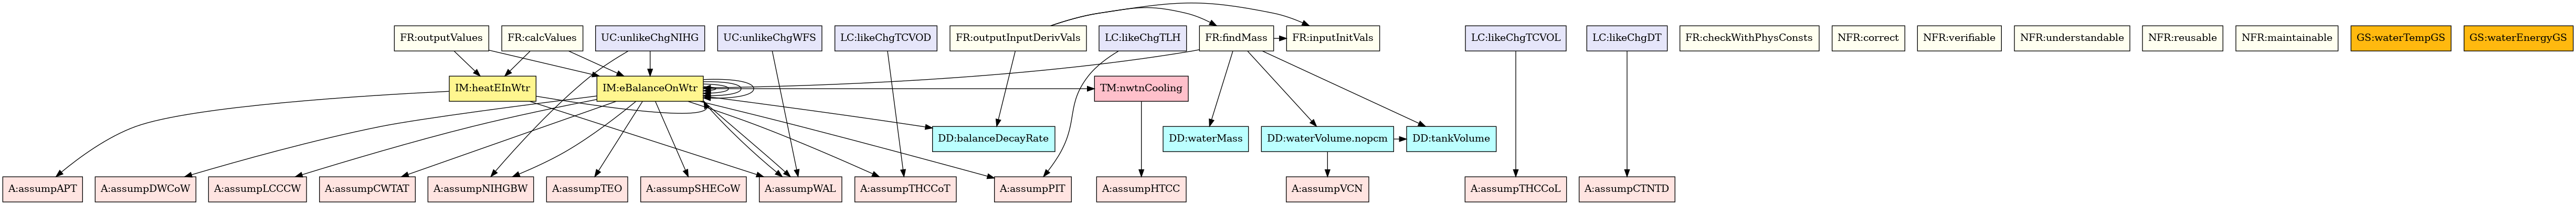 FR:outputValues
FR:calcValues
UC:unlikeChgNIHG
UC:unlikeChgWFS
LC:likeChgTCVOD
FR:outputInputDerivVals
LC:likeChgTLH
FR:findMass
FR:inputInitVals
LC:likeChgTCVOL
LC:likeChgDT
FR:checkWithPhysConsts
NFR:correct
NFR:verifiable
NFR:understandable
NFR:reusable
NFR:maintainable
GS:waterTempGS
GS:waterEnergyGS
IM:heatEInWtr
IM:eBalanceOnWtr
TM:nwtnCooling
DD:balanceDecayRate
DD:waterMass
DD:waterVolume.nopcm
DD:tankVolume
A:assumpAPT
A:assumpDWCoW
A:assumpLCCCW
A:assumpCWTAT
A:assumpNIHGBW
A:assumpTEO
A:assumpSHECoW
A:assumpWAL
A:assumpTHCCoT
A:assumpPIT
A:assumpHTCC
A:assumpVCN
A:assumpTHCCoL
A:assumpCTNTD